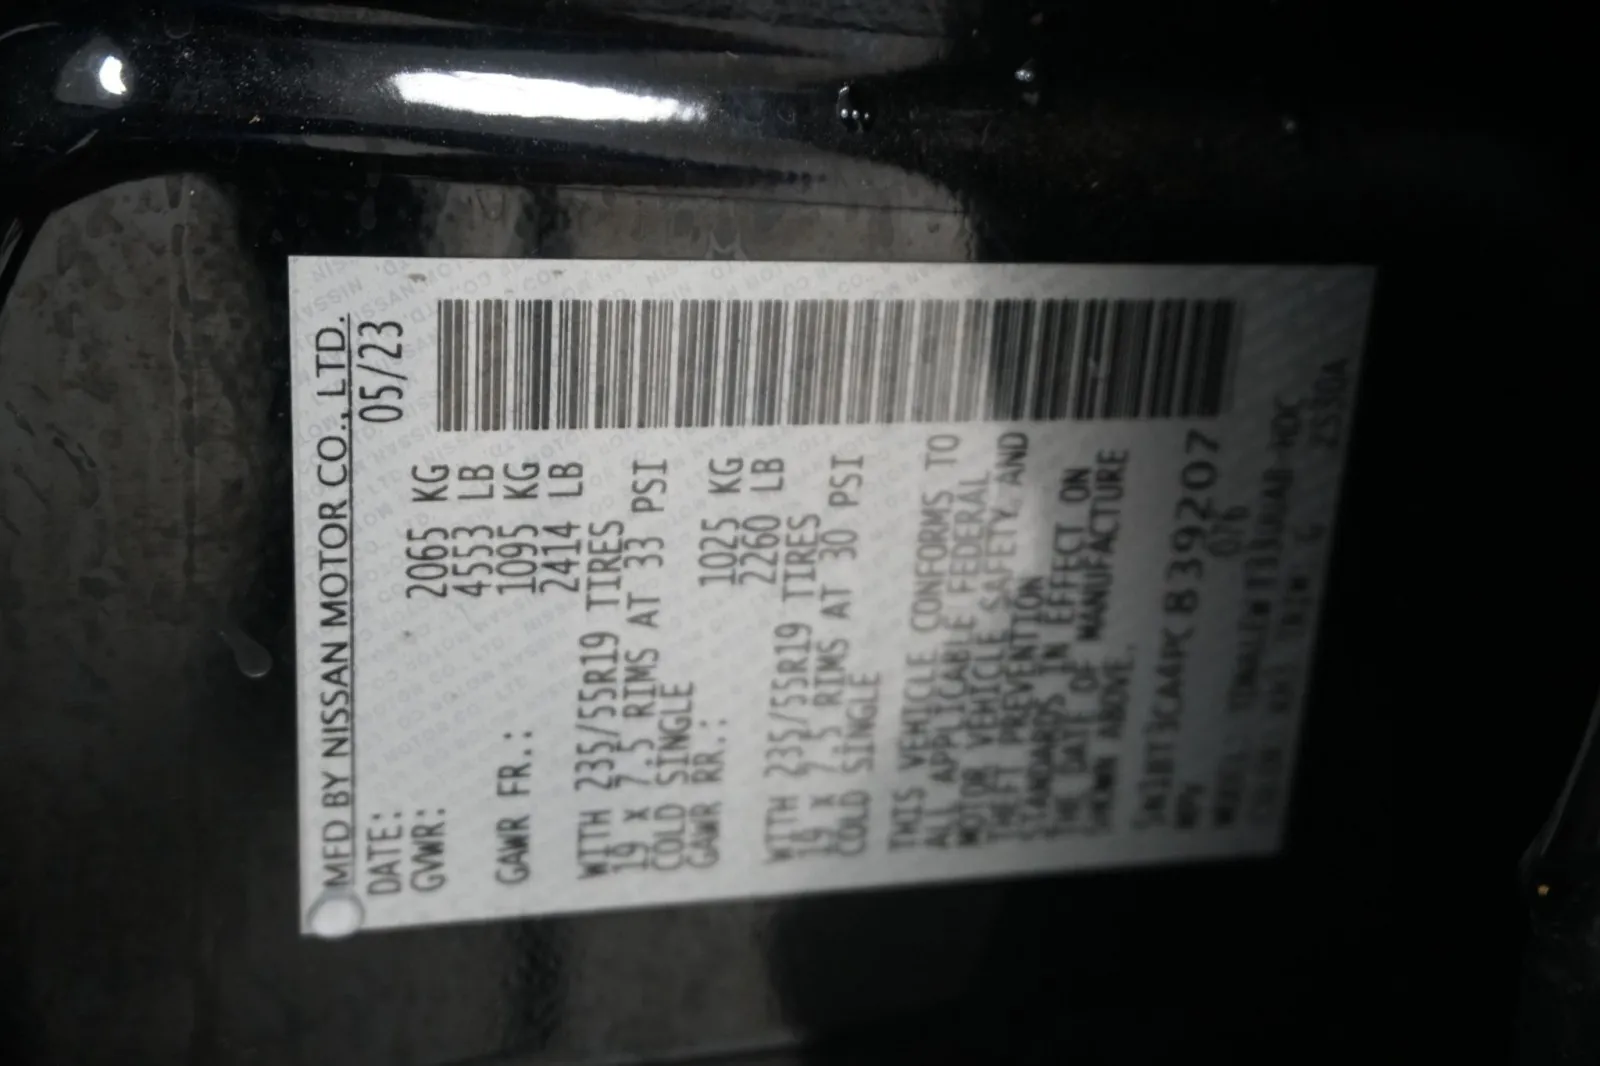 MFD BY NISSAN MOTOR CO., LTD.
DATE: 05/23
GVWR: 2065 KG
4553 LB
GAWR FR.: 1095 KG
2414 LB
WITH 235/55R19 TIRES
19 X 7.5 RIMS AT 33 PSI
COLD SINGLE
GAWR RR.: 1025 KG
2260 LB
WITH 235/55R19 TIRES
19 X 7.5 RIMS AT 30 PSI
COLD SINGLE
THIS VEHICLE CONFORMS TO
ALL APPLICABLE FEDERAL
MOTOR VEHICLE SAFETY AND
THEFT PREVENTION
STANDARDS IN EFFECT ON
THE DATE OF MANUFACTURE
SHOWN ABOVE.
MPV
MODEL:
TRIM G